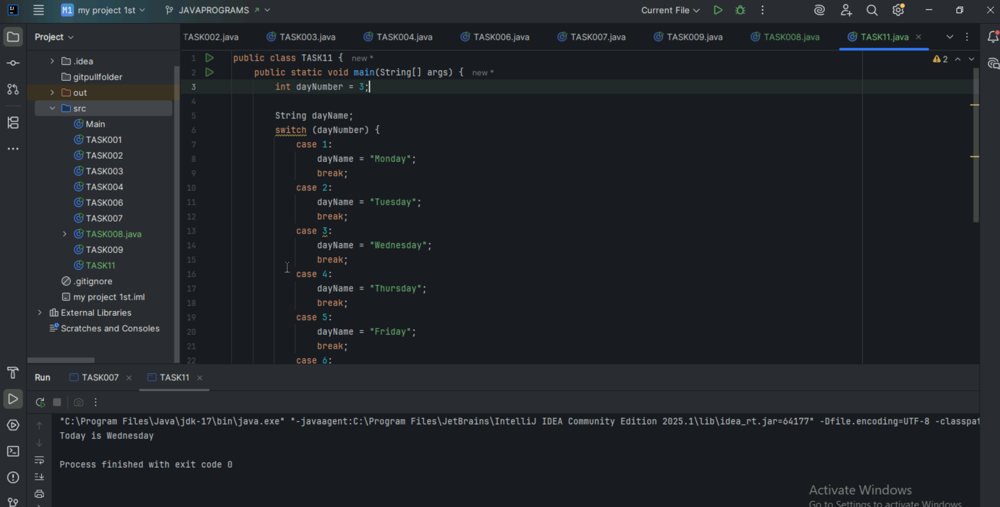 M1 my project 1st JAVAPROGRAMS Current File
Project
TASK002.java TASK003.java TASK004.java TASK006.java TASK007.java TASK009.java TASK008.java TASK11.java
.idea
gitpullfolder
out
src
Main
TASK001
TASK002
TASK003
TASK004
TASK006
TASK007
TASK008.java
TASK009
TASK11
.gitignore
my project 1st.iml
External Libraries
Scratches and Consoles
2
1 public class TASK11 { new *
2 public static void main(String[] args) { new *
3 int dayNumber = 3;
4
5 String dayName;
6 switch (dayNumber) {
7 case 1:
8 dayName = "Monday";
9 break;
10 case 2:
11 dayName = "Tuesday";
12 break;
13 case 3:
14 dayName = "Wednesday";
15 break;
16 case 4:
17 dayName = "Thursday";
18 break;
19 case 5:
20 dayName = "Friday";
21 break;
22 case 6:
Run TASK007 TASK11
"C:\Program Files\Java\jdk-17\bin\java.exe" "-javaagent:C:\Program Files\JetBrains\IntelliJ IDEA Community Edition 2025.1\lib\idea_rt.jar=64177" -Dfile.encoding=UTF-8 -classpat
Today is Wednesday
Process finished with exit code 0
Activate Windows
Go to Settings to activate Windows.